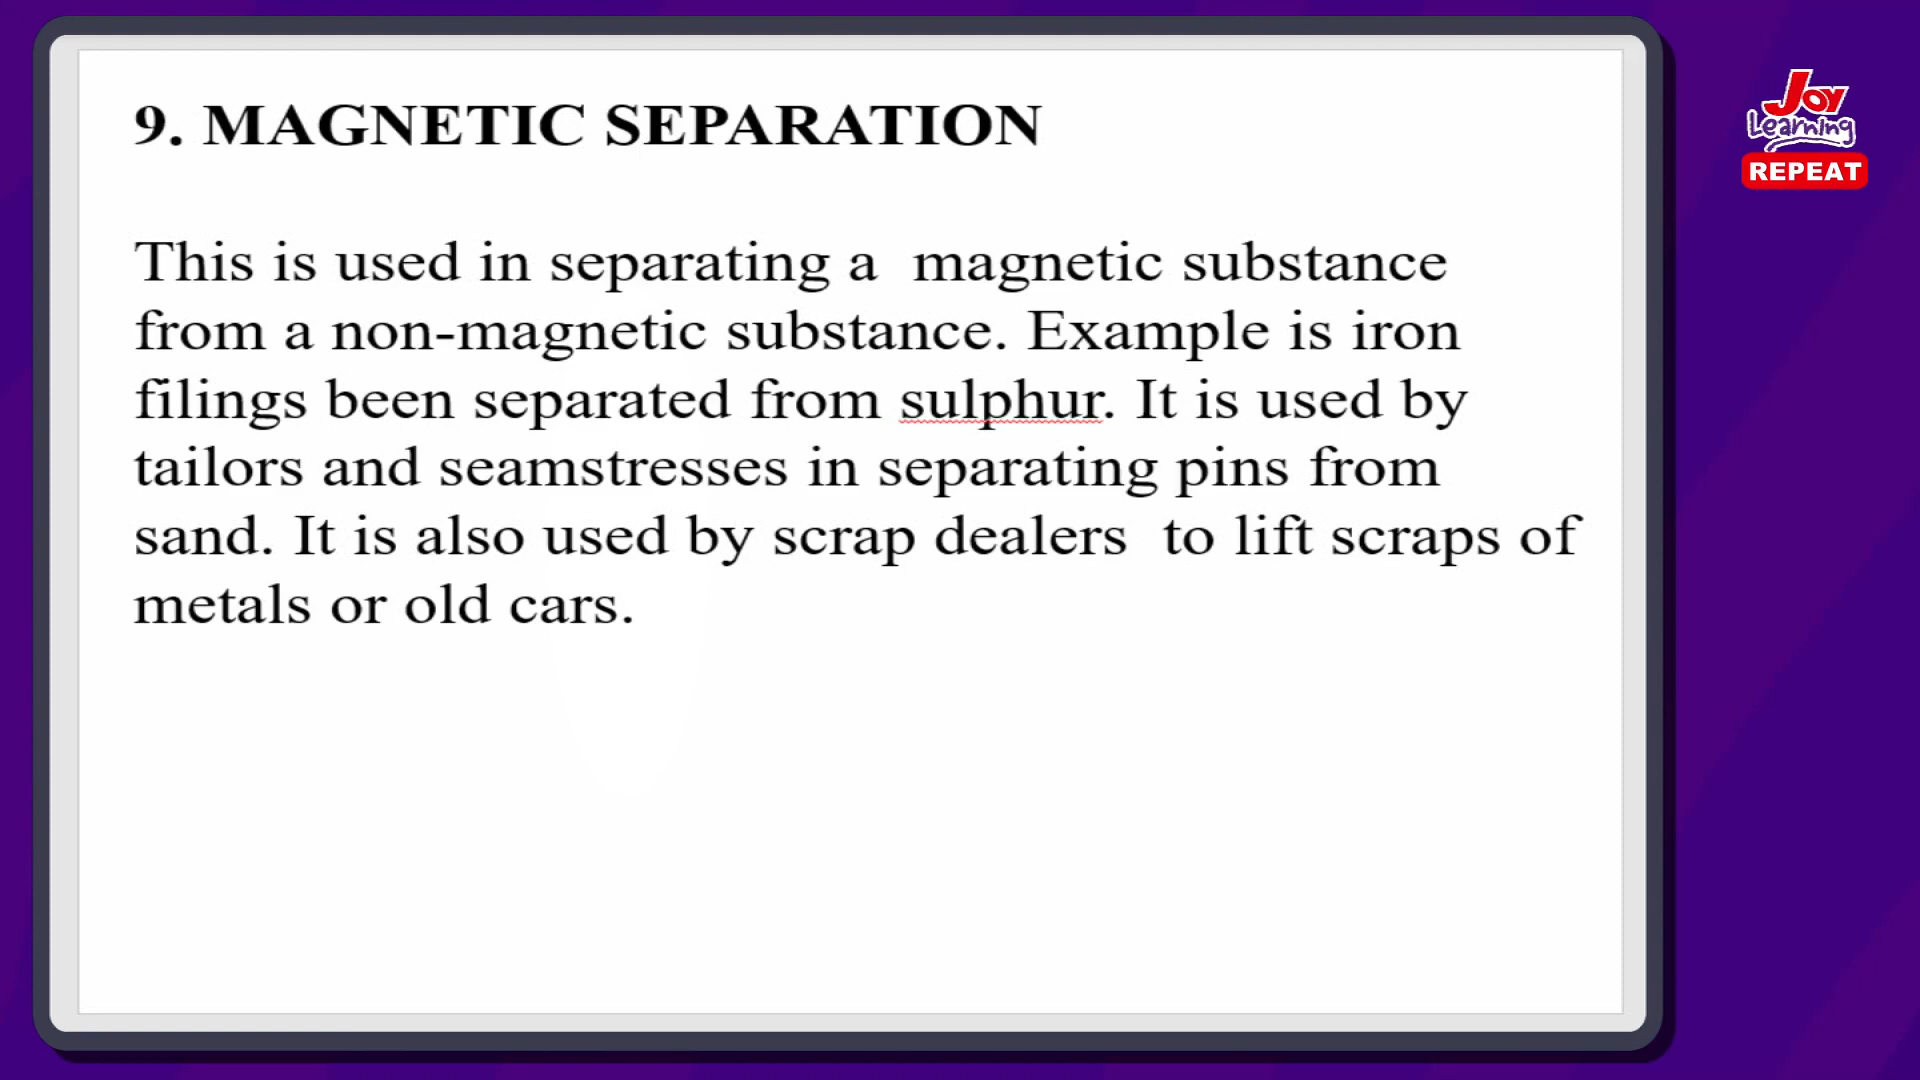 9. MAGNETIC SEPARATION
This is used in separating a  magnetic substance
from a non-magnetic substance. Example is iron
filings been separated from sulphur. It is used by
tailors and seamstresses in separating pins from
sand. It is also used by scrap dealers  to lift scraps of
metals or old cars.
Joy
Learning
REPEAT